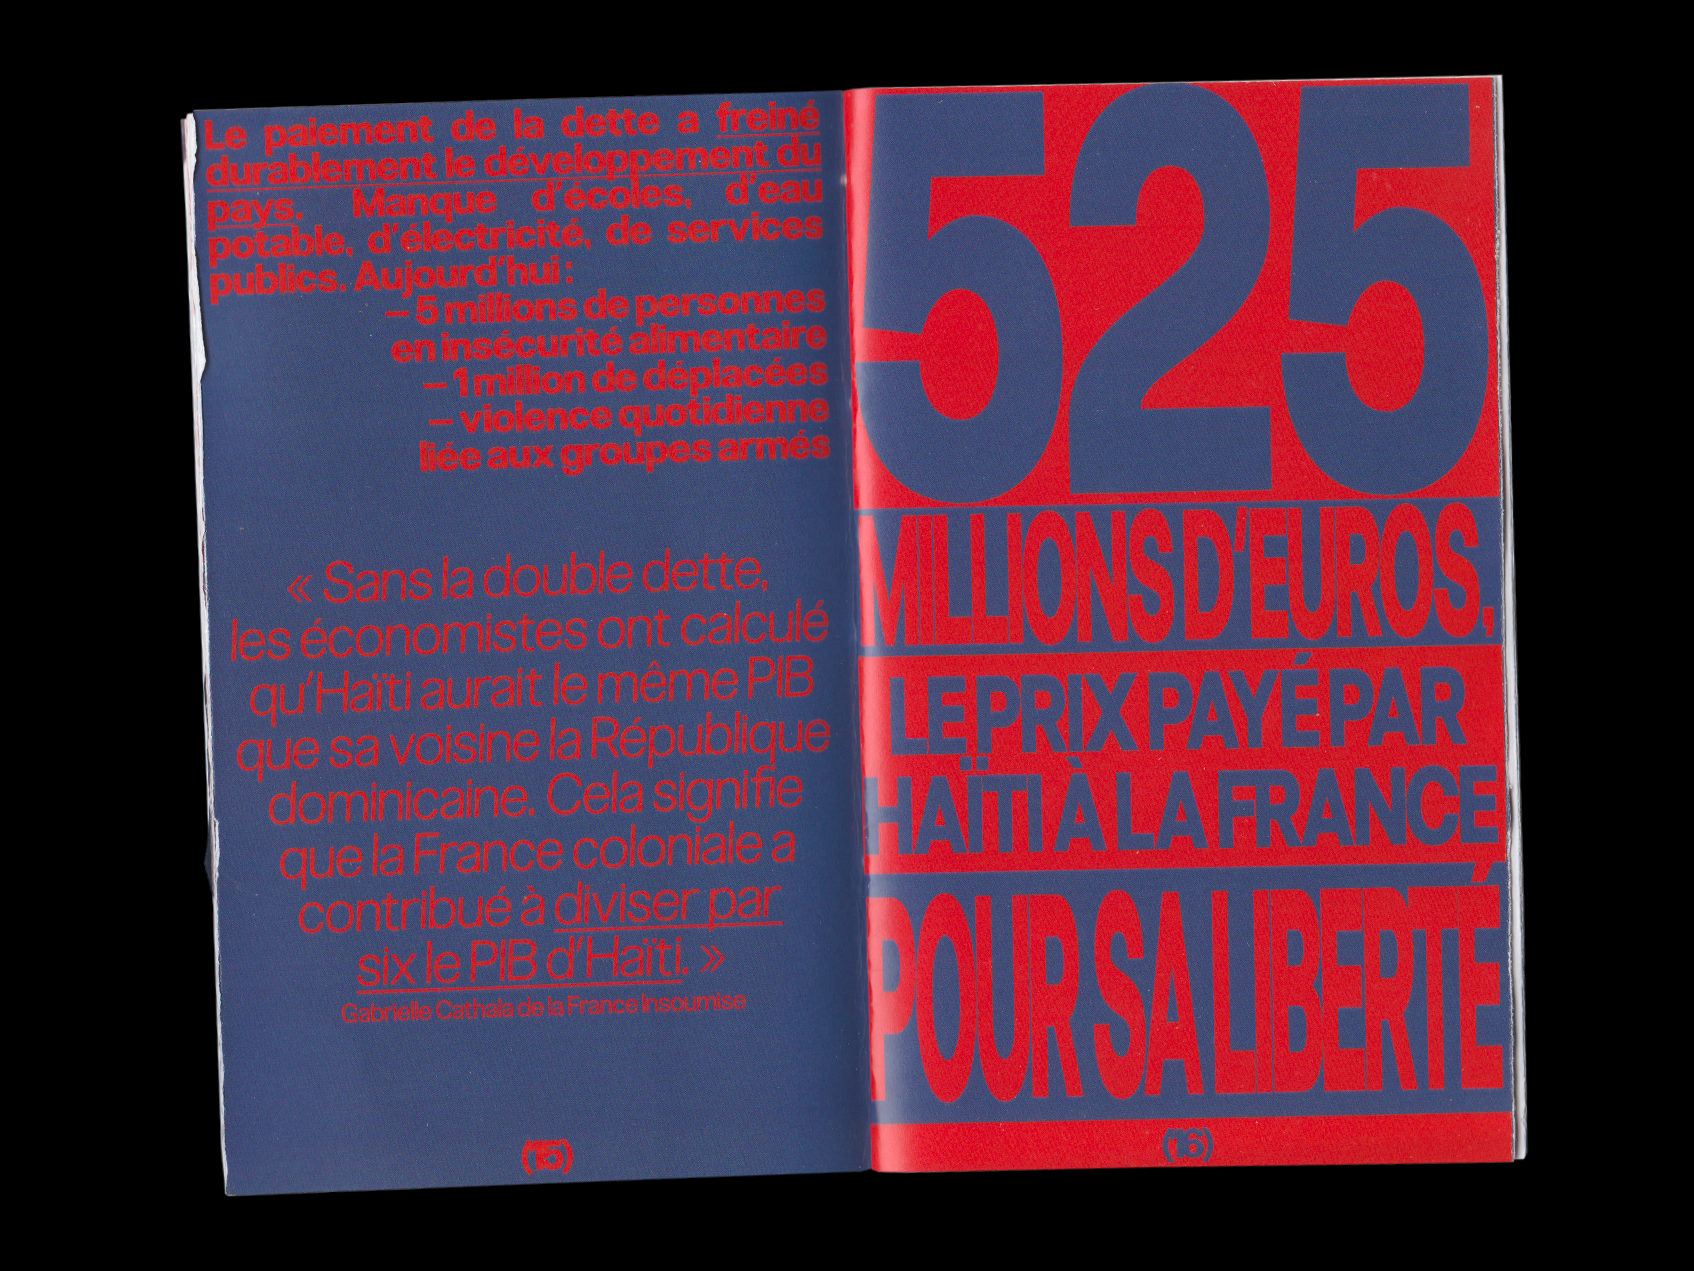 Le paiement de la dette a freiné
durablement le développement du
pays. Manque d'écoles, d'eau
potable, d'électricité, de services
publics. Aujourd'hui :
– 5 millions de personnes
en insécurité alimentaire
– 1 million de déplacées
– violence quotidienne
liée aux groupes armés
« Sans la double dette,
les économistes ont calculé
qu'Haïti aurait le même PIB
que sa voisine la République
dominicaine. Cela signifie
que la France coloniale a
contribué à diviser par
six le PIB d'Haïti. »
Gabrielle Cathala de la France Insoumise
(15)
525
MILLIONS D'EUROS,
LE PRIX PAYÉ PAR
HAÏTI À LA FRANCE
POUR SA LIBERTÉ
(16)